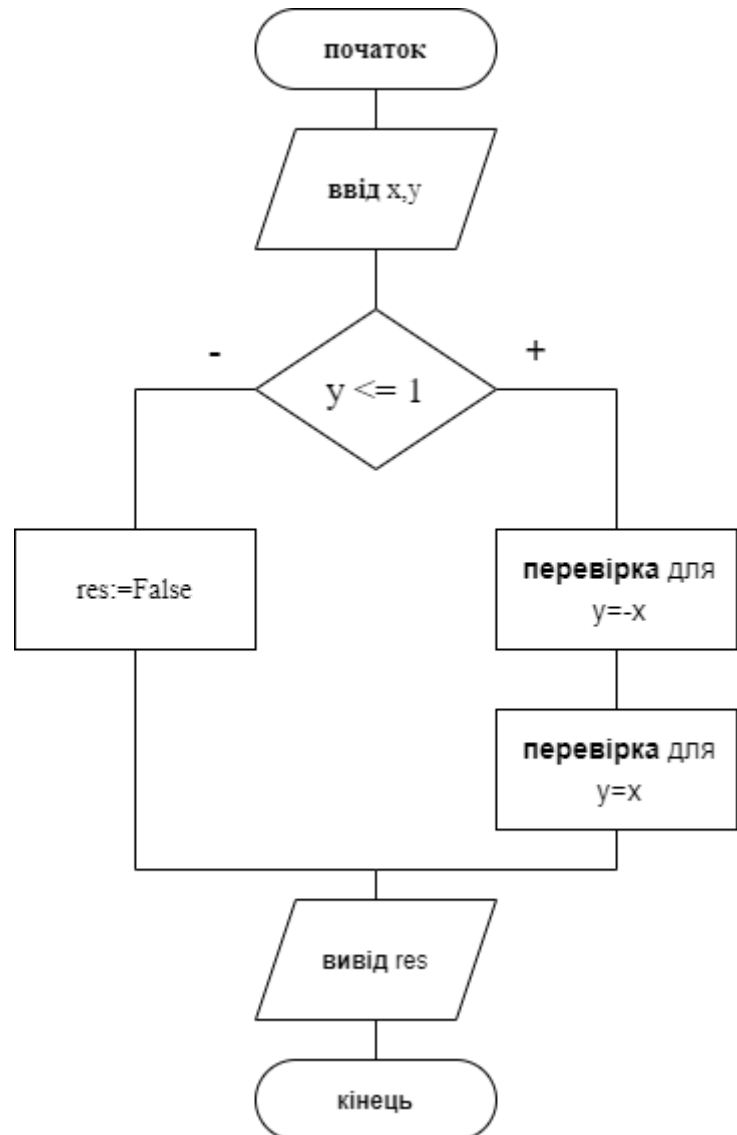 початок
ввід x,y
-
+
y <= 1
res:=False
перевірка для
y=-x
перевірка для
y=x
вивід res
кінець